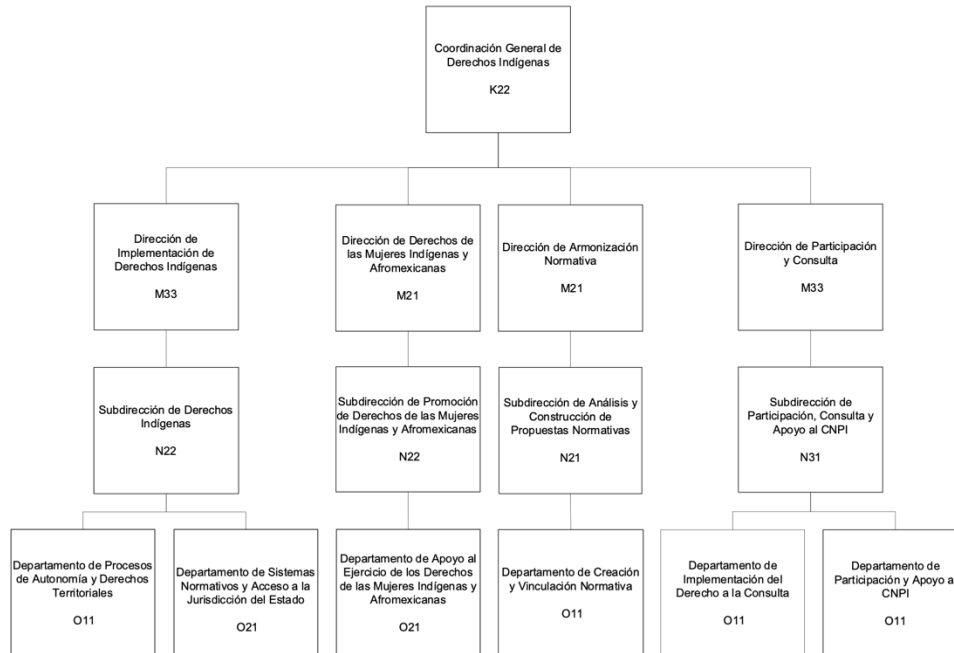 Coordinación General de
Derechos Indígenas
K22
Dirección de
Implementación de
Derechos Indígenas
M33
Dirección de Derechos de
las Mujeres Indígenas y
Afromexicanas
M21
Dirección de Armonización
Normativa
M21
Dirección de Participación
y Consulta
M33
Subdirección de Derechos
Indígenas
N22
Subdirección de Promoción
de Derechos de las Mujeres
Indígenas y Afromexicanas
N22
Subdirección de Análisis y
Construcción de
Propuestas Normativas
N21
Subdirección de
Participación, Consulta y
Apoyo al CNPI
N31
Departamento de Procesos
de Autonomía y Derechos
Territoriales
O11
Departamento de Sistemas
Normativos y Acceso a la
Jurisdicción del Estado
O21
Departamento de Apoyo al
Ejercicio de los Derechos
de las Mujeres Indígenas y
Afromexicanas
O21
Departamento de Creación
y Vinculación Normativa
O11
Departamento de
Implementación del
Derecho a la Consulta
O11
Departamento de
Participación y Apoyo a
CNPI
O11